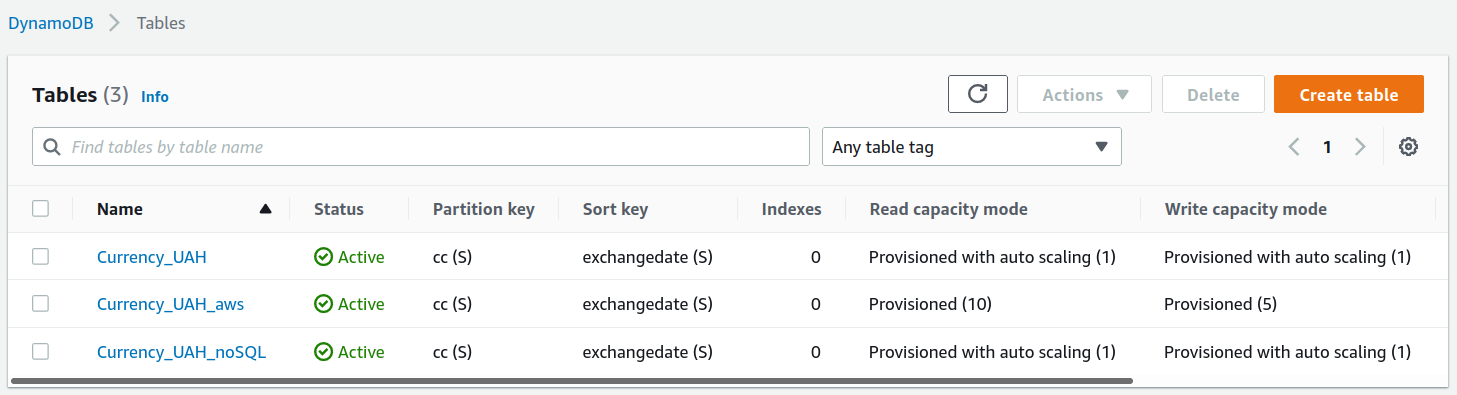 DynamoDB Tables
Tables (3) Info Actions Delete Create table
Find tables by table name Any table tag 1
Name Status Partition key Sort key Indexes Read capacity mode Write capacity mode
Currency_UAH Active cc (S) exchangedate (S) 0 Provisioned with auto scaling (1) Provisioned with auto scaling (1)
Currency_UAH_aws Active cc (S) exchangedate (S) 0 Provisioned (10) Provisioned (5)
Currency_UAH_noSQL Active cc (S) exchangedate (S) 0 Provisioned with auto scaling (1) Provisioned with auto scaling (1)